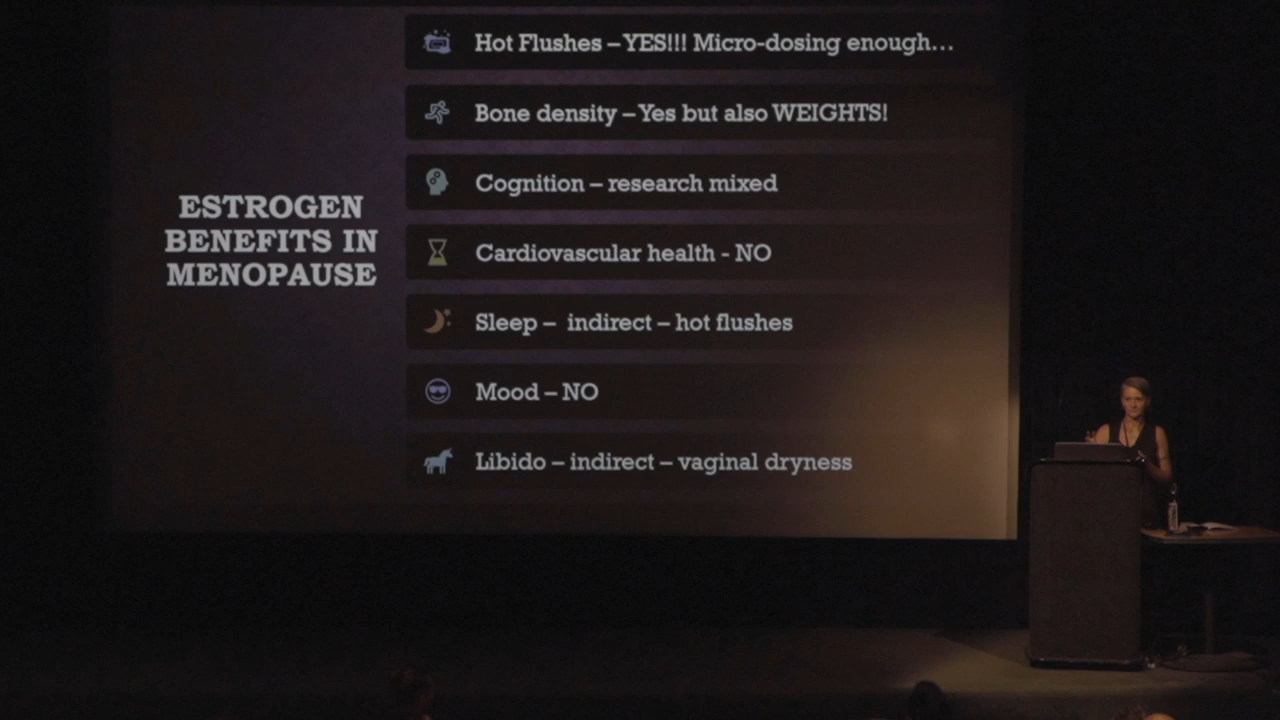 ESTROGEN
BENEFITS IN
MENOPAUSE
Hot Flushes – YES!!! Micro-dosing enough…
Bone density – Yes but also WEIGHTS!
Cognition – research mixed
Cardiovascular health - NO
Sleep – indirect – hot flushes
Mood – NO
Libido – indirect – vaginal dryness